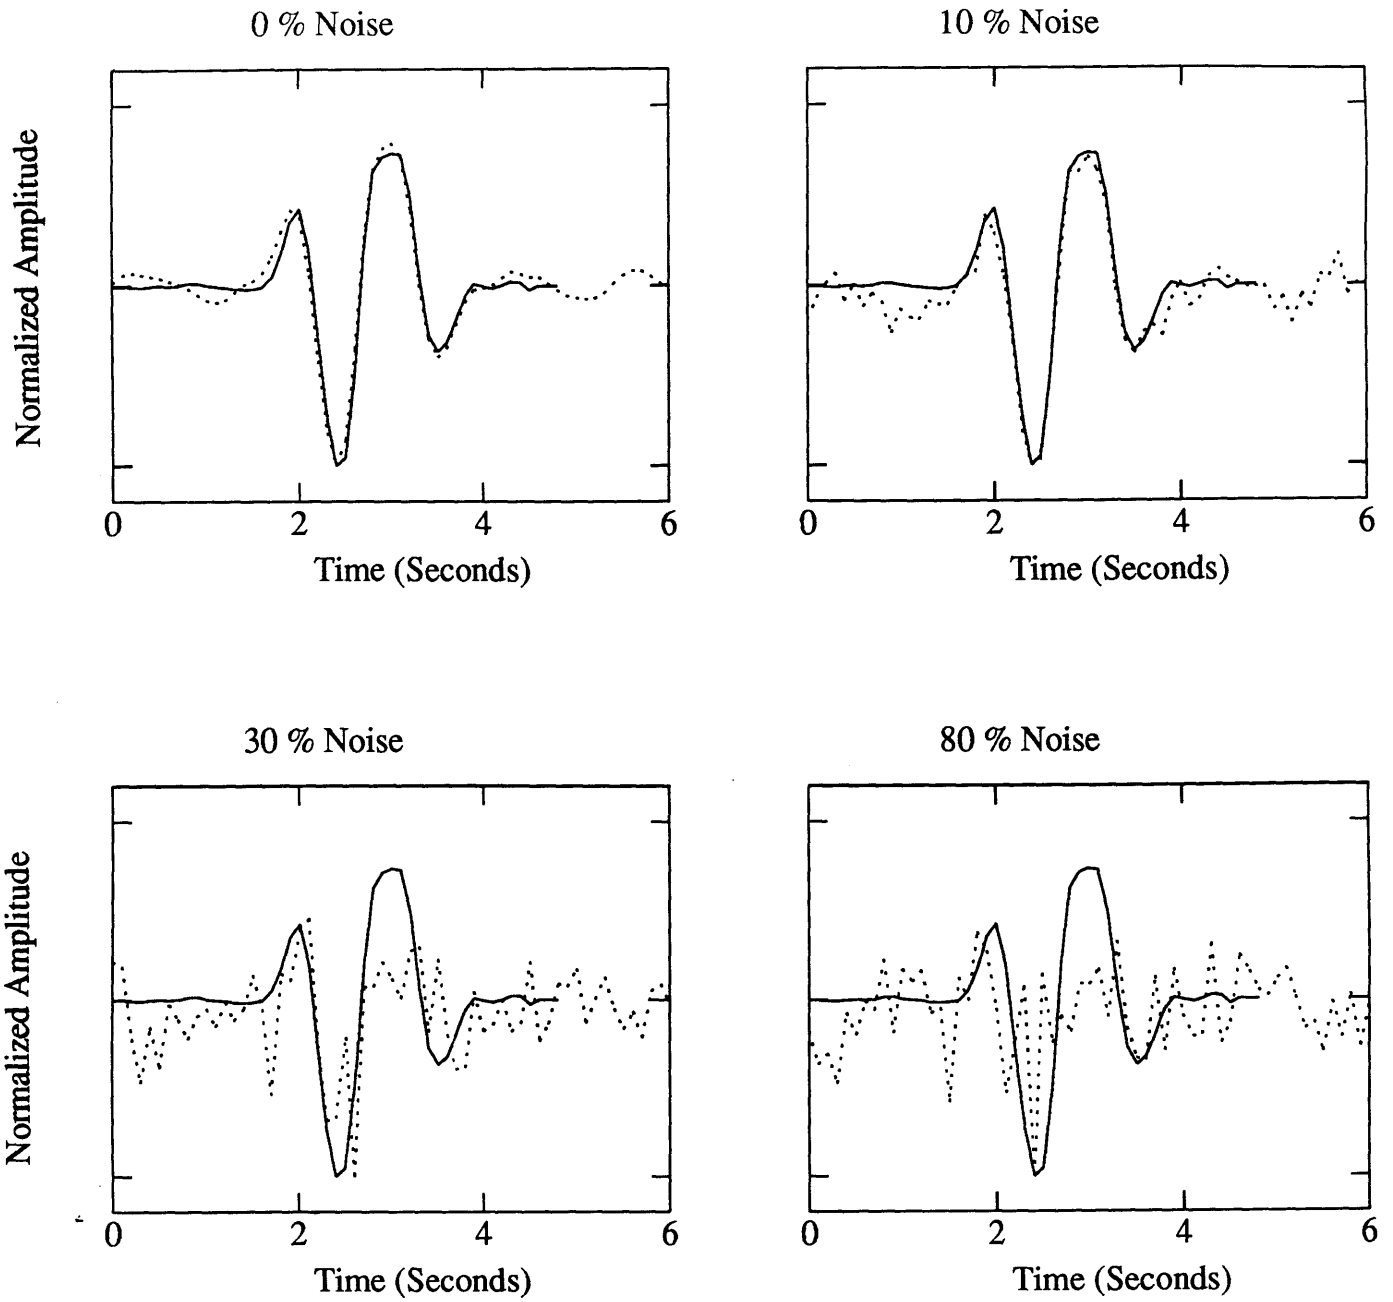 0 % Noise
10 % Noise
Normalized Amplitude
0 2 4 6
0 2 4 6
Time (Seconds)
Time (Seconds)
30 % Noise
80 % Noise
Normalized Amplitude
0 2 4 6
0 2 4 6
Time (Seconds)
Time (Seconds)